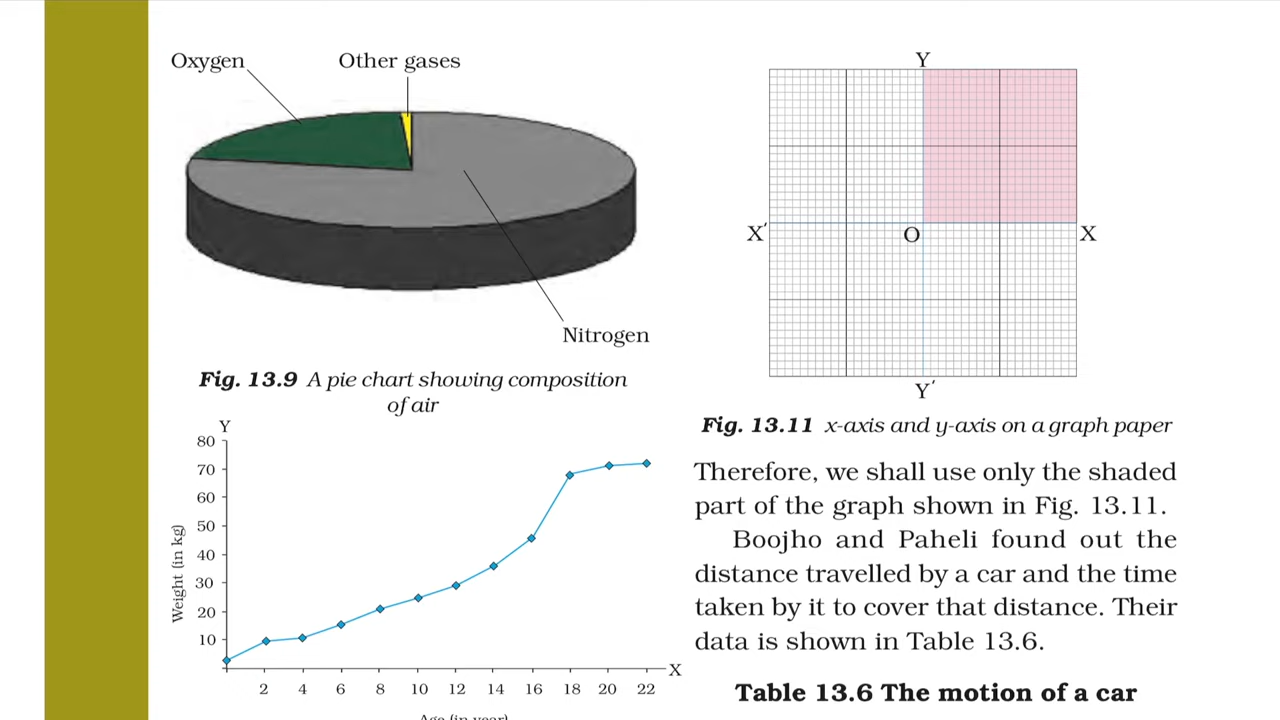 Oxygen
Other gases
Nitrogen
Fig. 13.9 A pie chart showing composition
of air
Y
80
70
60
50
40
30
20
10
Weight (in kg)
X
2 4 6 8 10 12 14 16 18 20 22
Age (in year)
Y
X′
O
X
Y′
Fig. 13.11 x-axis and y-axis on a graph paper
Therefore, we shall use only the shaded
part of the graph shown in Fig. 13.11.
Boojho and Paheli found out the
distance travelled by a car and the time
taken by it to cover that distance. Their
data is shown in Table 13.6.
Table 13.6 The motion of a car